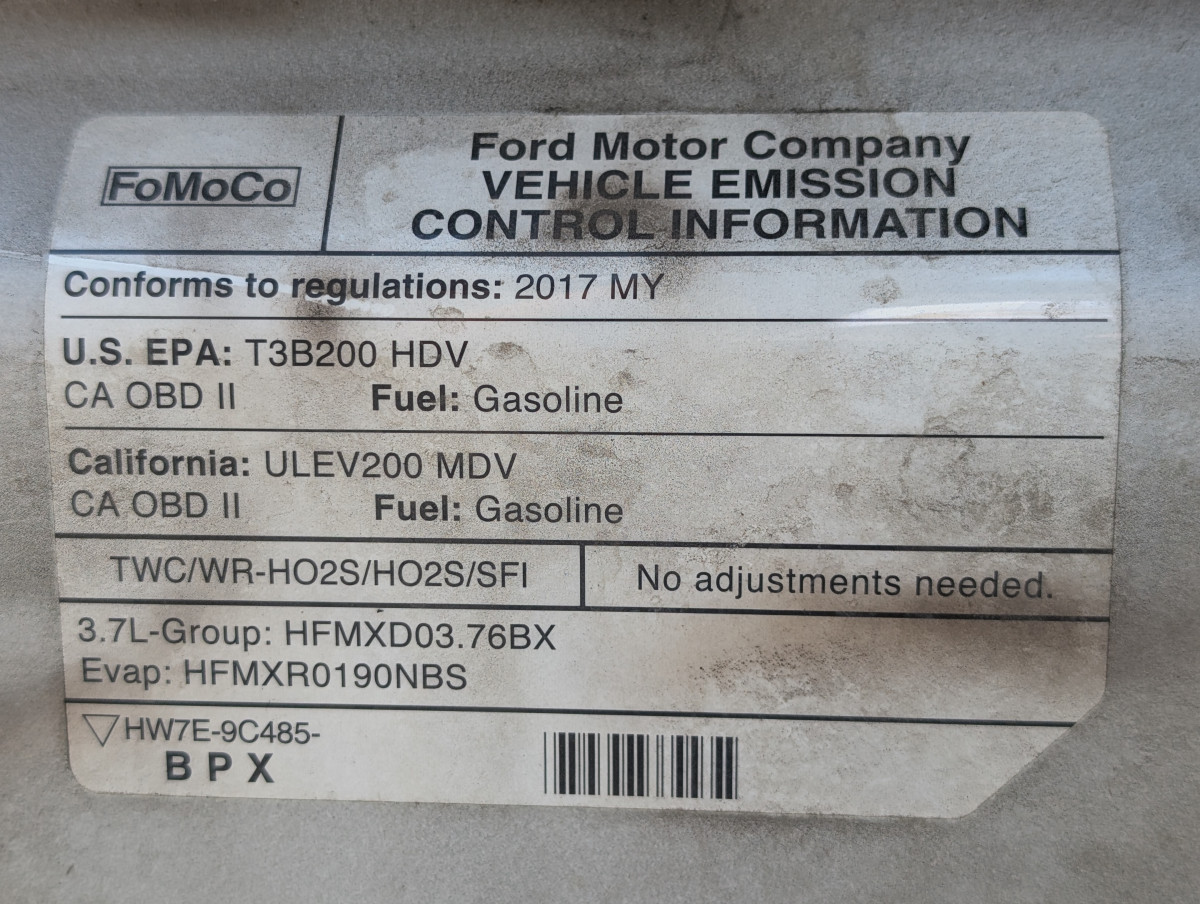 FoMoCo
Ford Motor Company
VEHICLE EMISSION
CONTROL INFORMATION
Conforms to regulations: 2017 MY
U.S. EPA: T3B200 HDV
CA OBD II Fuel: Gasoline
California: ULEV200 MDV
CA OBD II Fuel: Gasoline
TWC/WR-HO2S/HO2S/SFI
No adjustments needed.
3.7L-Group: HFMXD03.76BX
Evap: HFMXR0190NBS
HW7E-9C485-
B P X